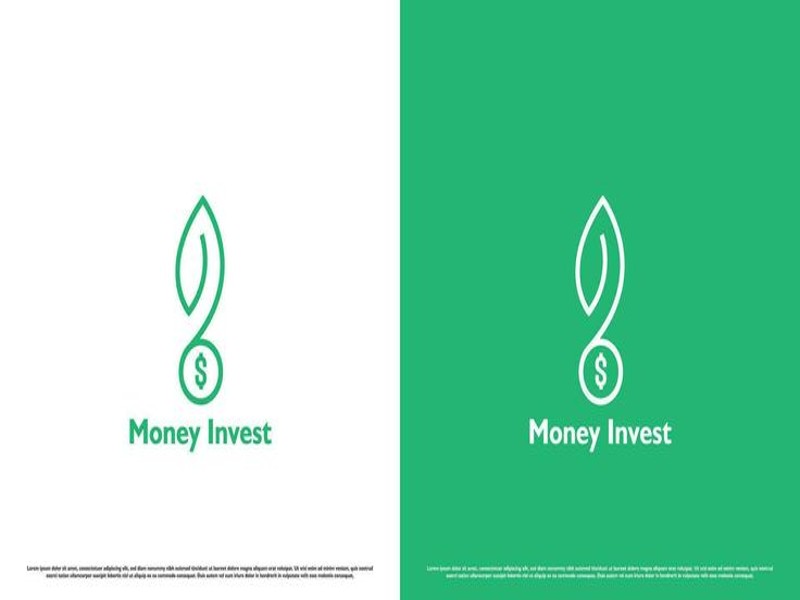 $
Money Invest
Lorem ipsum dolor sit amet, consectetuer adipiscing elit, sed diam nonummy nibh euismod tincidunt ut laoreet dolore magna aliquam erat volutpat. Ut wisi enim ad minim veniam, quis nostrud
exerci tation ullamcorper suscipit lobortis nisl ut aliquip ex ea commodo consequat. Duis autem vel eum iriure dolor in hendrerit in vulputate velit esse molestie consequat,
$
Money Invest
Lorem ipsum dolor sit amet, consectetuer adipiscing elit, sed diam nonummy nibh euismod tincidunt ut laoreet dolore magna aliquam erat volutpat. Ut wisi enim ad minim veniam, quis nostrud
exerci tation ullamcorper suscipit lobortis nisl ut aliquip ex ea commodo consequat. Duis autem vel eum iriure dolor in hendrerit in vulputate velit esse molestie consequat,